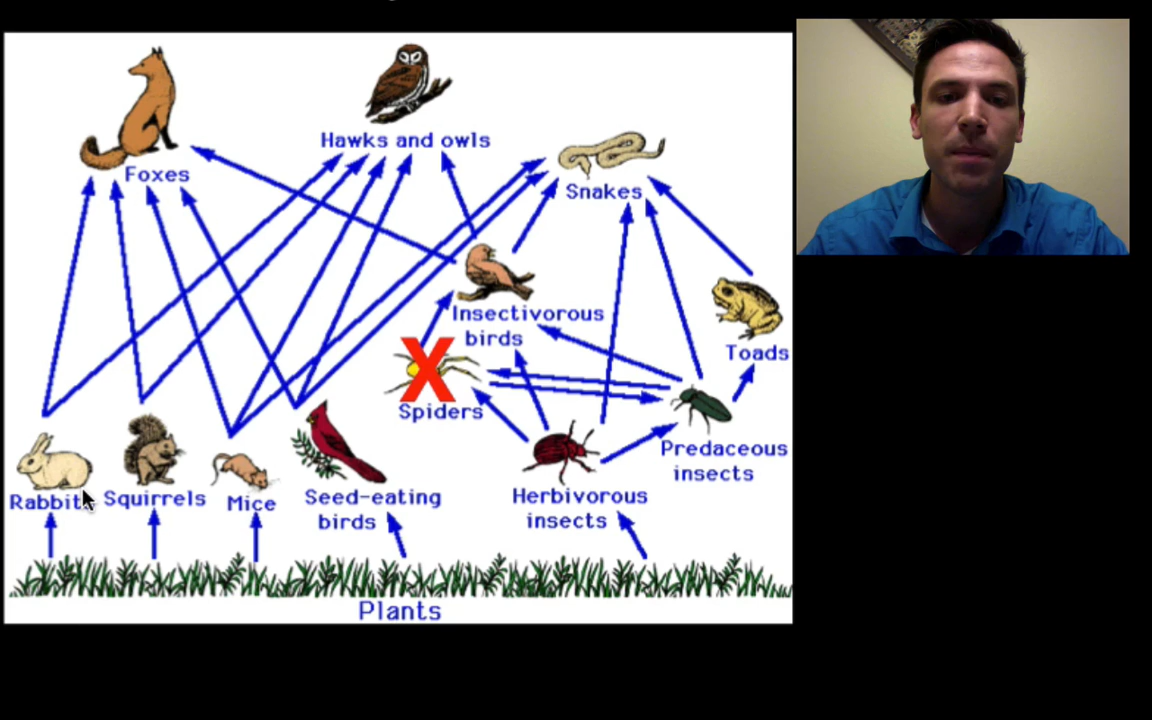 Hawks and owls
Foxes
Snakes
Insectivorous
birds
Toads
Spiders
Predaceous
insects
Rabbits
Squirrels
Mice
Seed-eating
birds
Herbivorous
insects
Plants